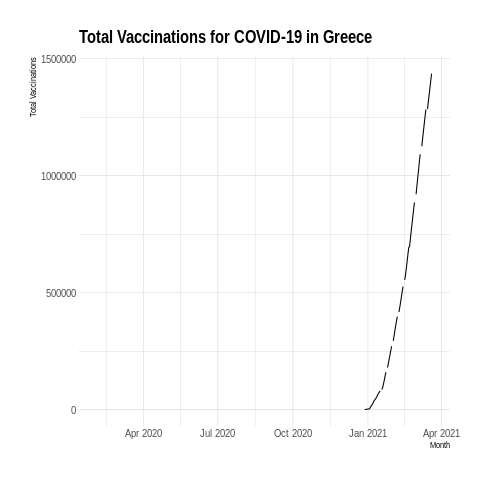 Total Vaccinations for COVID-19 in Greece
Total Vaccinations
1500000
1000000
500000
0
Apr 2020 Jul 2020 Oct 2020 Jan 2021 Apr 2021
Month